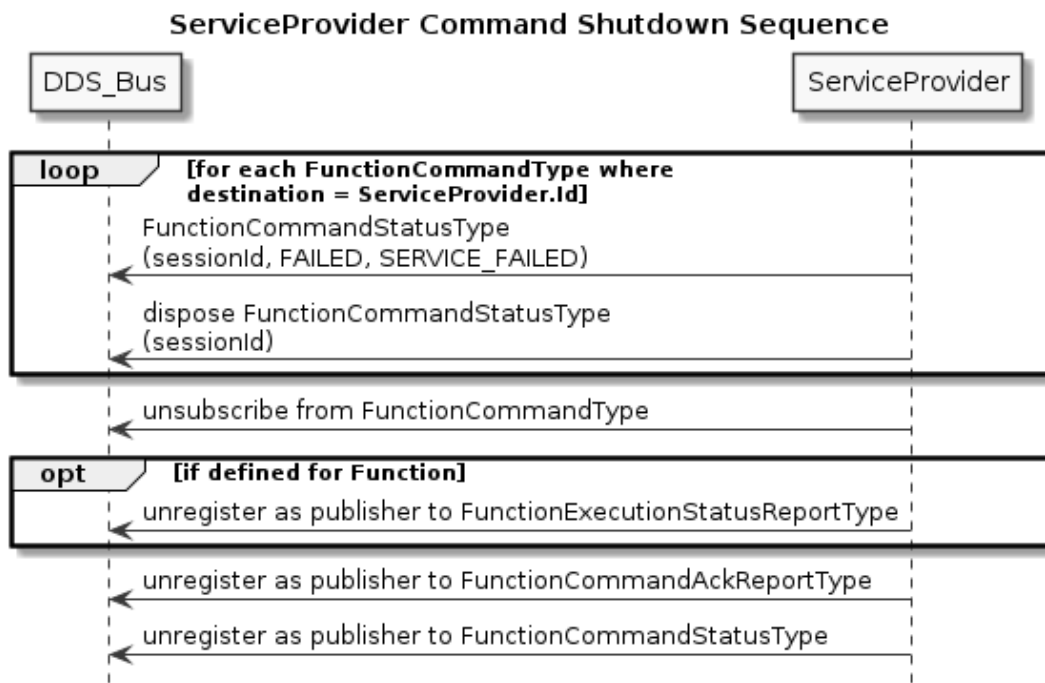 ServiceProvider Command Shutdown Sequence
DDS_Bus
ServiceProvider
loop
[for each FunctionCommandType where
destination = ServiceProvider.Id]
FunctionCommandStatusType
(sessionId, FAILED, SERVICE_FAILED)
dispose FunctionCommandStatusType
(sessionId)
unsubscribe from FunctionCommandType
opt
[if defined for Function]
unregister as publisher to FunctionExecutionStatusReportType
unregister as publisher to FunctionCommandAckReportType
unregister as publisher to FunctionCommandStatusType